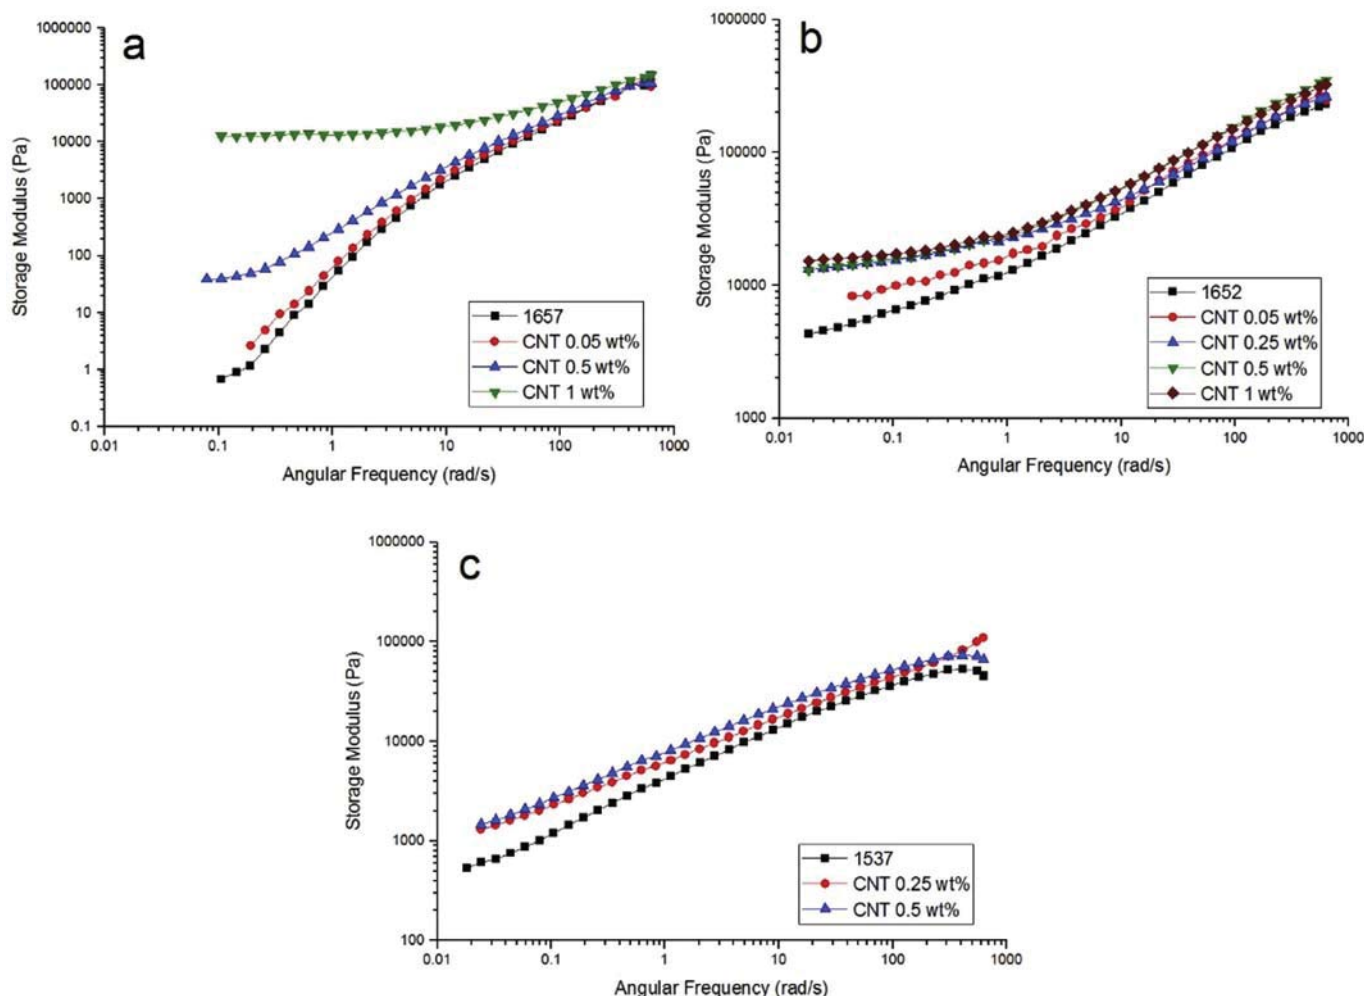 a
1000000
100000
10000
1000
100
10
1
0.1
Storage Modulus (Pa)
0.01
0.1
1
10
100
1000
Angular Frequency (rad/s)
1657
CNT 0.05 wt%
CNT 0.5 wt%
CNT 1 wt%
b
1000000
100000
10000
1000
Storage Modulus (Pa)
0.01
0.1
1
10
100
1000
Angular Frequency (rad/s)
1652
CNT 0.05 wt%
CNT 0.25 wt%
CNT 0.5 wt%
CNT 1 wt%
c
1000000
100000
10000
1000
100
Storage Modulus (Pa)
0.01
0.1
1
10
100
1000
Angular Frequency (rad/s)
1537
CNT 0.25 wt%
CNT 0.5 wt%